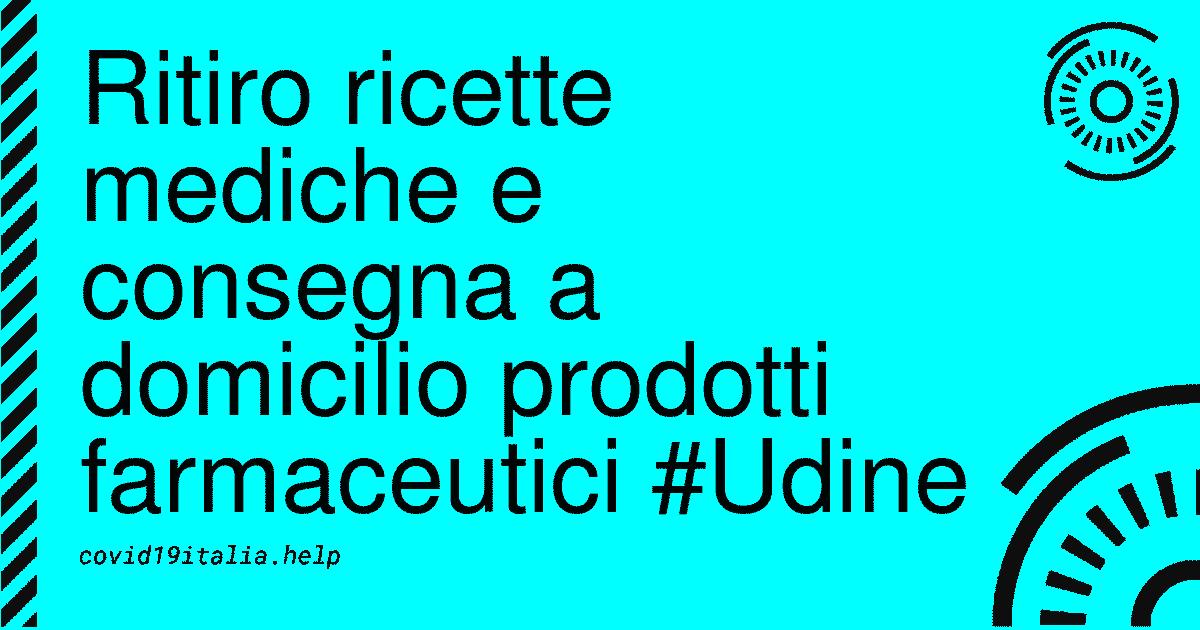 Ritiro ricette
mediche e
consegna a
domicilio prodotti
farmaceutici #Udine
covid19italia.help